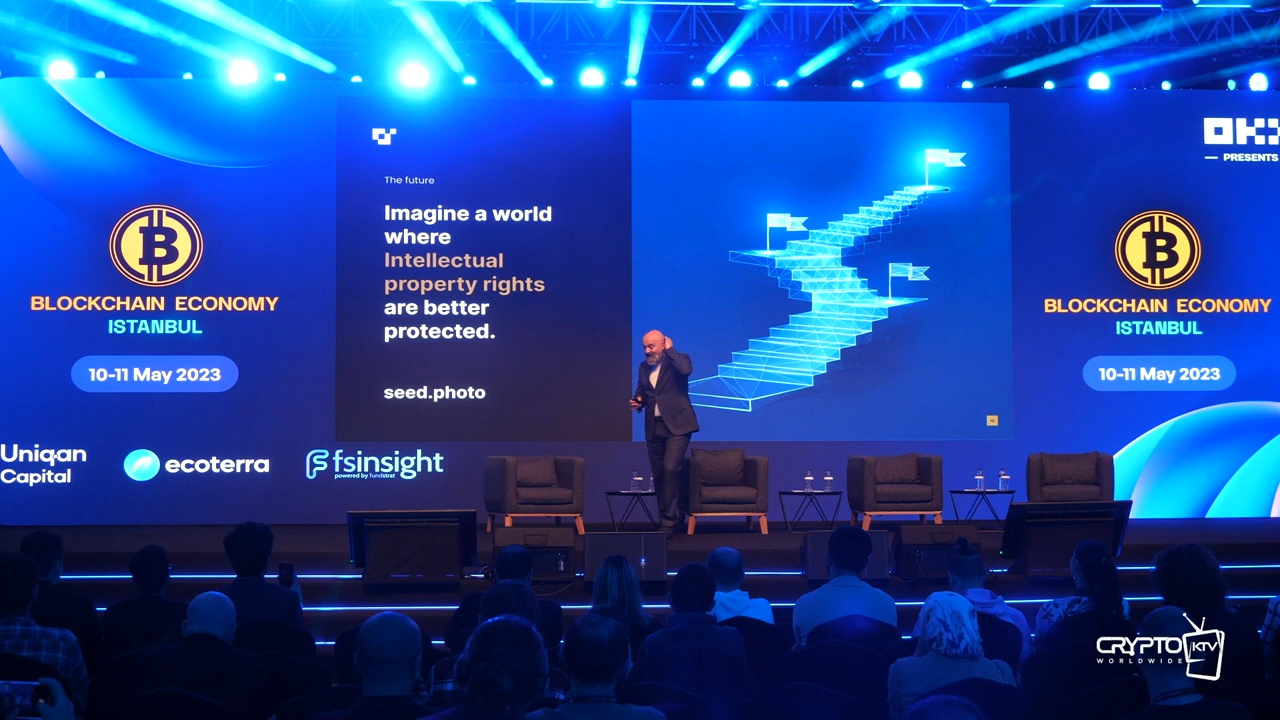 BLOCKCHAIN ECONOMY
ISTANBUL
10-11 May 2023
Uniqan
Capital
ecoterra
fsinsight
powered by fundstrat
The future
Imagine a world
where
Intellectual
property rights
are better
protected.
seed.photo
OK
PRESENTS
BLOCKCHAIN ECONOMY
ISTANBUL
10-11 May 2023
CRYPTO KTV
WORLDWIDE